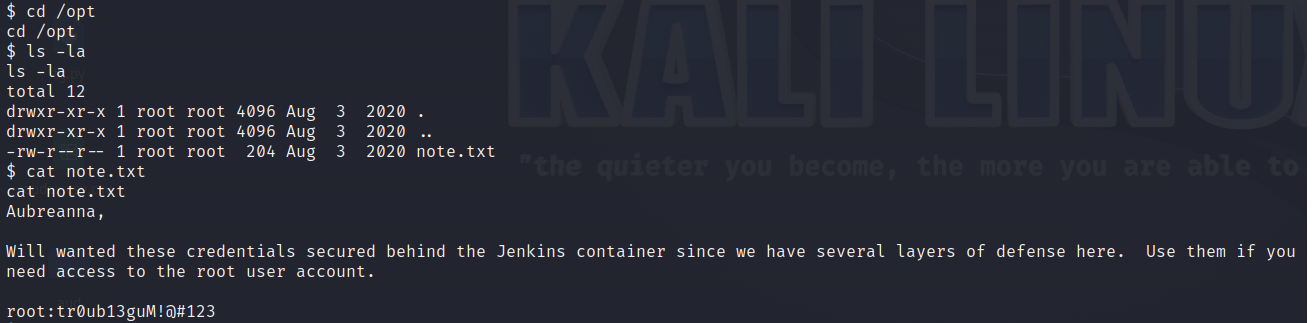 $ cd /opt
cd /opt
$ ls -la
ls -la
total 12
drwxr-xr-x 1 root root 4096 Aug  3  2020 .
drwxr-xr-x 1 root root 4096 Aug  3  2020 ..
-rw-r--r-- 1 root root  204 Aug  3  2020 note.txt
$ cat note.txt
cat note.txt
Aubreanna,
Will wanted these credentials secured behind the Jenkins container since we have several layers of defense here.  Use them if you
need access to the root user account.
root:tr0ub13guM!@#123
KALI LINUX
"the quieter you become, the more you are able to